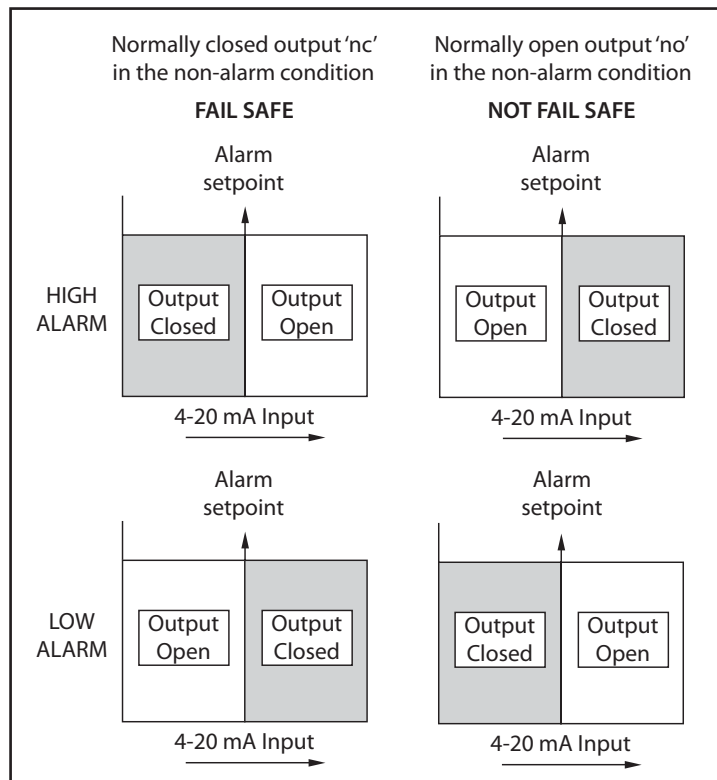 Normally closed output ‘nc’
in the non-alarm condition
FAIL SAFE
Normally open output ‘no’
in the non-alarm condition
NOT FAIL SAFE
HIGH
ALARM
Alarm
setpoint
Output
Closed
Output
Open
4-20 mA Input
Alarm
setpoint
Output
Open
Output
Closed
4-20 mA Input
LOW
ALARM
Alarm
setpoint
Output
Open
Output
Closed
4-20 mA Input
Alarm
setpoint
Output
Closed
Output
Open
4-20 mA Input